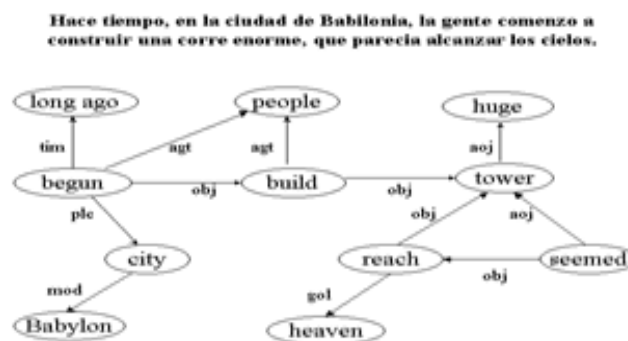 Hace tiempo, en la ciudad de Babilonia, la gente comenzo a
construir una corre enorme, que parecia alcanzar los cielos.
long ago
people
huge
tim
agt
agt
aoj
begun
obj
build
obj
tower
plc
obj
aoj
city
reach
obj
seemed
mod
gol
Babylon
heaven